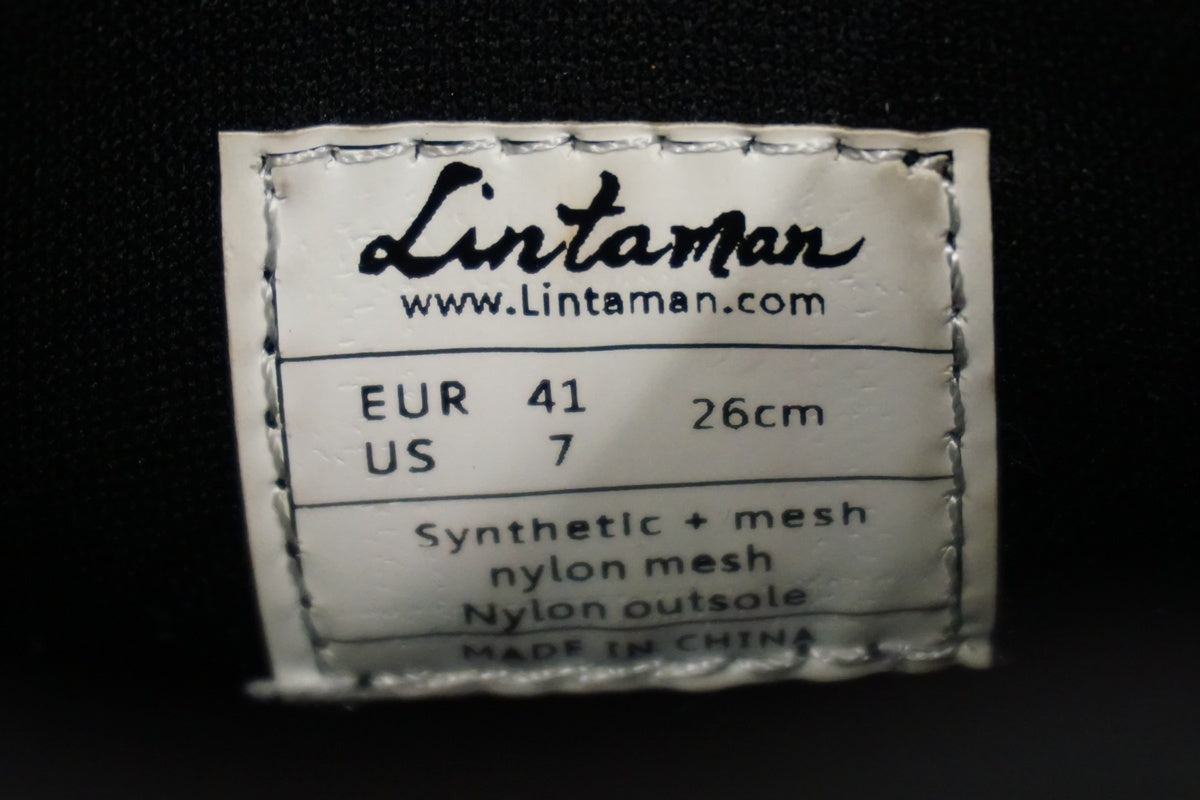 Lintaman
www.Lintaman.com
EUR 41 26cm
US 7
Synthetic + mesh
nylon mesh
Nylon outsole
MADE IN CHINA